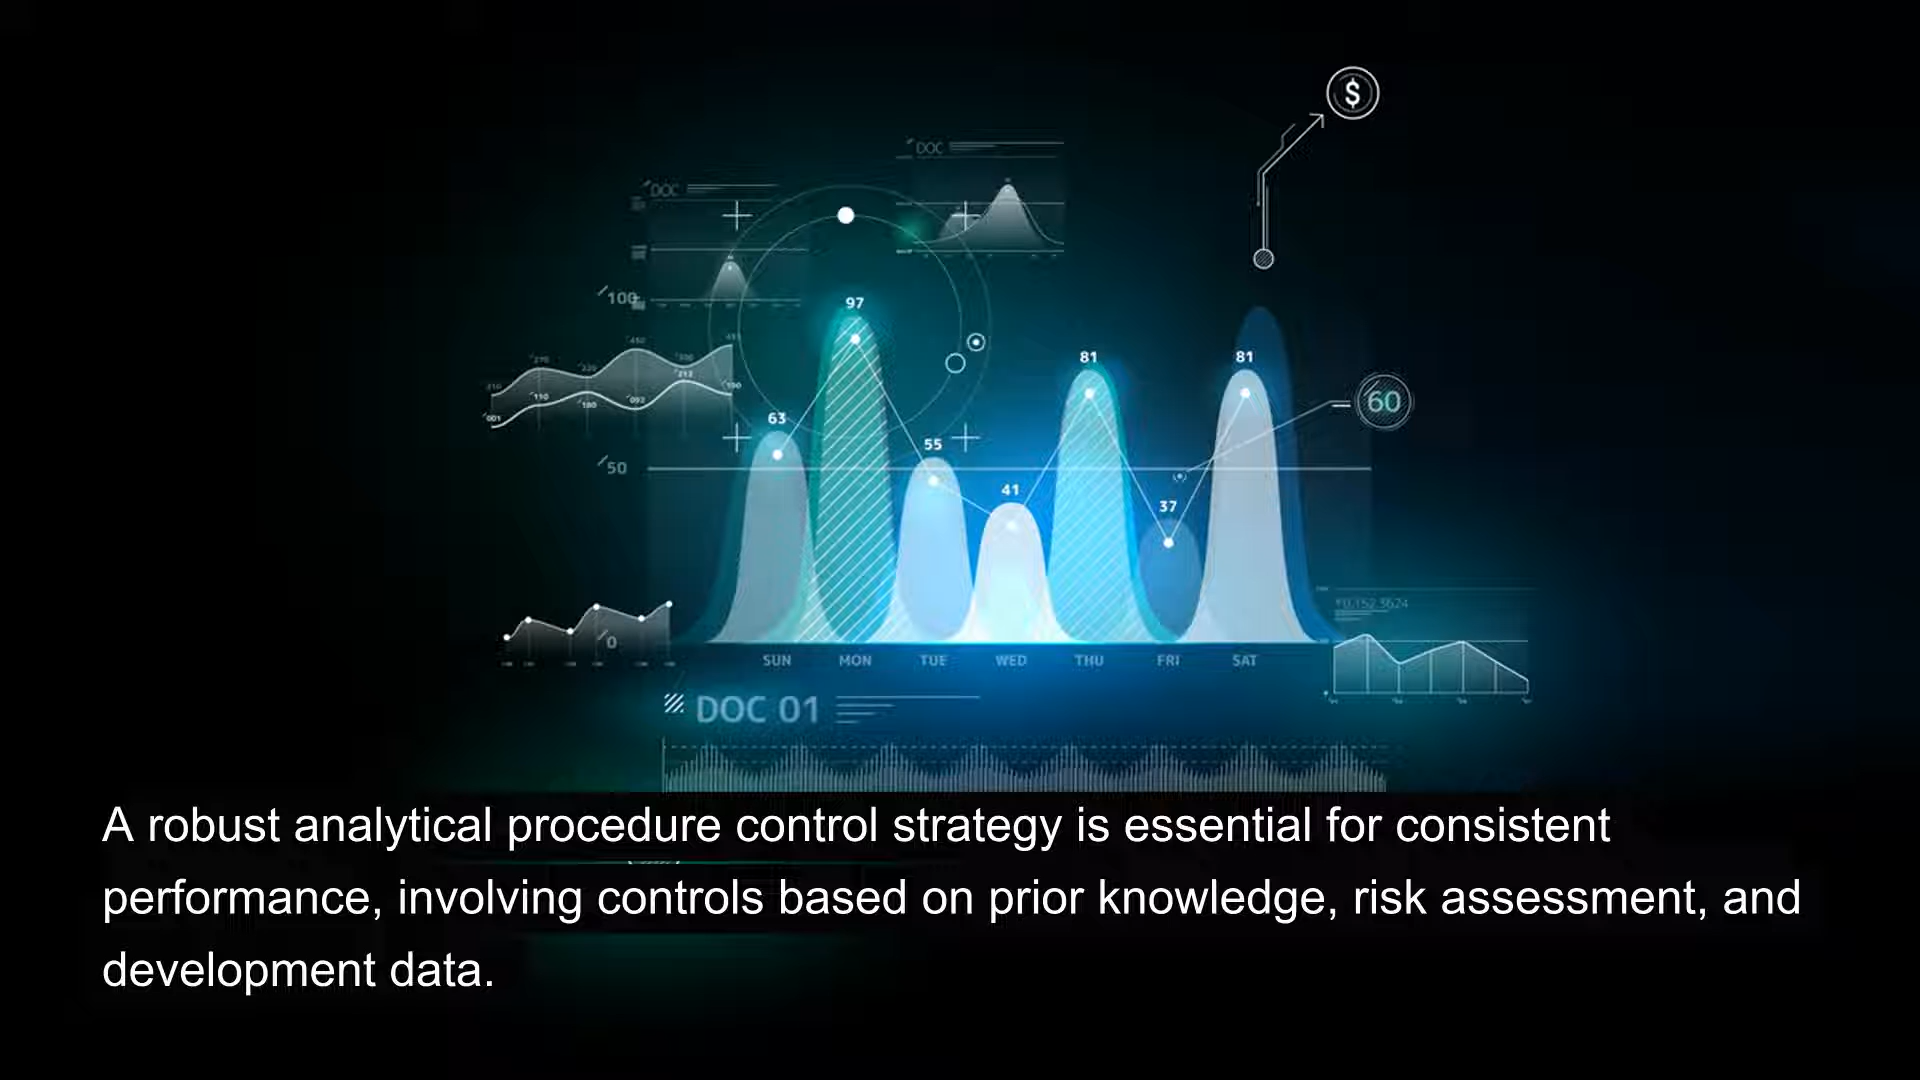 $
DOC
DOC
100
97
81
81
60
63
55
50
41
37
0
SUN MON TUE WED THU FRI SAT
DOC 01
A robust analytical procedure control strategy is essential for consistent
performance, involving controls based on prior knowledge, risk assessment, and
development data.